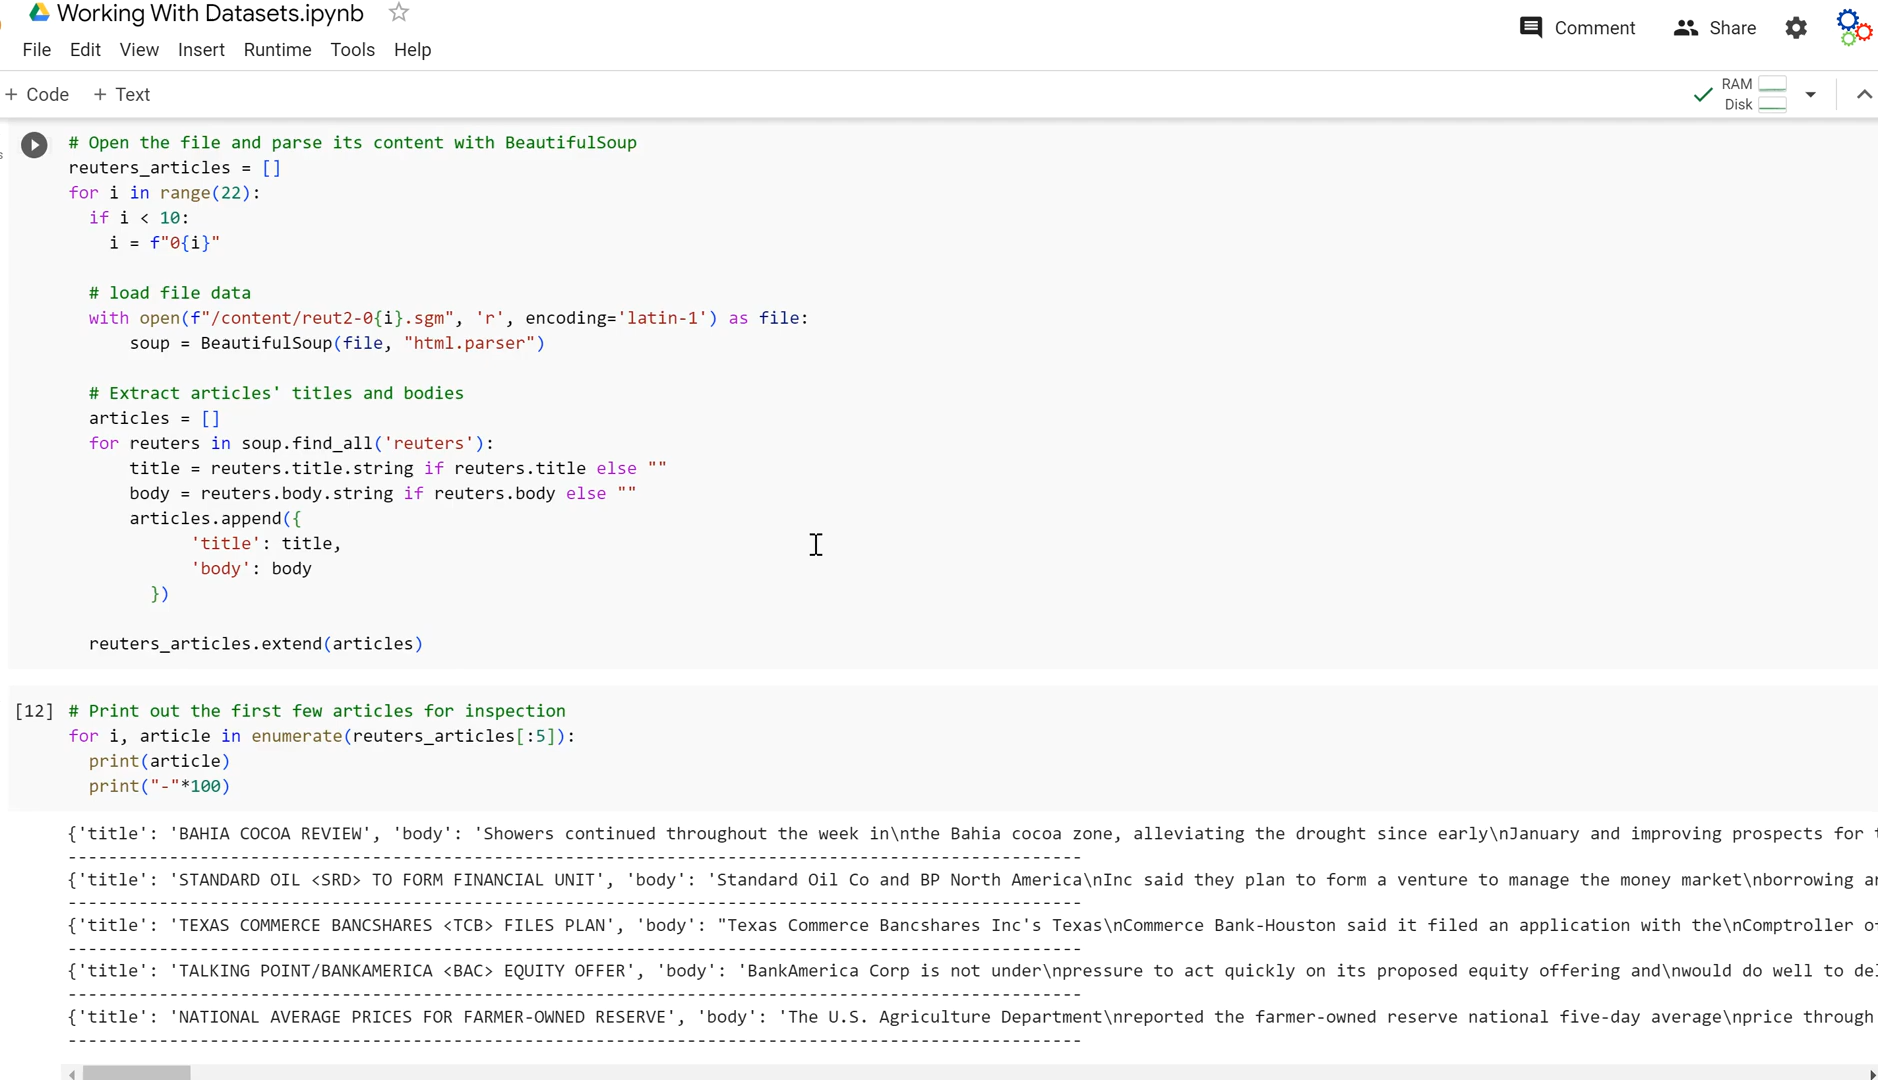 Working With Datasets.ipynb
Comment
Share
File Edit View Insert Runtime Tools Help
+ Code + Text
RAM
Disk
# Open the file and parse its content with BeautifulSoup
reuters_articles = []
for i in range(22):
  if i < 10:
    i = f"0{i}"
  # load file data
  with open(f"/content/reut2-0{i}.sgm", 'r', encoding='latin-1') as file:
      soup = BeautifulSoup(file, "html.parser")
  # Extract articles' titles and bodies
  articles = []
  for reuters in soup.find_all('reuters'):
      title = reuters.title.string if reuters.title else ""
      body = reuters.body.string if reuters.body else ""
      articles.append({
            'title': title,
            'body': body
        })
  reuters_articles.extend(articles)
[12] # Print out the first few articles for inspection
for i, article in enumerate(reuters_articles[:5]):
  print(article)
  print("-"*100)
{'title': 'BAHIA COCOA REVIEW', 'body': 'Showers continued throughout the week in\nthe Bahia cocoa zone, alleviating the drought since early\nJanuary and improving prospects for
----------------------------------------------------------------------------------------------------
{'title': 'STANDARD OIL <SRD> TO FORM FINANCIAL UNIT', 'body': 'Standard Oil Co and BP North America\nInc said they plan to form a venture to manage the money market\nborrowing
----------------------------------------------------------------------------------------------------
{'title': 'TEXAS COMMERCE BANCSHARES <TCB> FILES PLAN', 'body': "Texas Commerce Bancshares Inc's Texas\nCommerce Bank-Houston said it filed an application with the\nComptroller
----------------------------------------------------------------------------------------------------
{'title': 'TALKING POINT/BANKAMERICA <BAC> EQUITY OFFER', 'body': 'BankAmerica Corp is not under\npressure to act quickly on its proposed equity offering and\nwould do well to
----------------------------------------------------------------------------------------------------
{'title': 'NATIONAL AVERAGE PRICES FOR FARMER-OWNED RESERVE', 'body': 'The U.S. Agriculture Department\nreported the farmer-owned reserve national five-day average\nprice through
----------------------------------------------------------------------------------------------------